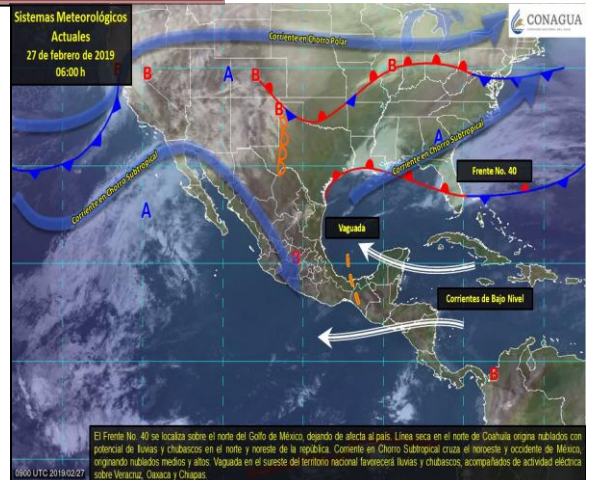 Sistemas Meteorológicos
Actuales
27 de febrero de 2019
06:00 h
CONAGUA
COMISIÓN NACIONAL DEL AGUA
Corriente en Chorro Polar
B
B
A
B
B
B
A
Corriente en Chorro Subtropical
Corriente en Chorro Subtropical
Frente No. 40
A
Vaguada
B
Corrientes de Bajo Nivel
B
El Frente No. 40 se localiza sobre el norte del Golfo de México, dejando de afecta al país. Línea seca en el norte de Coahuila origina nublados con
potencial de lluvias y chubascos en el norte y noreste de la república. Corriente en Chorro Subtropical cruza el noroeste y occidente de México,
originando nublados medios y altos. Vaguada en el sureste del territorio nacional favorecerá lluvias y chubascos, acompañados de actividad eléctrica
sobre Veracruz, Oaxaca y Chiapas.
0900 UTC 2019/02/27